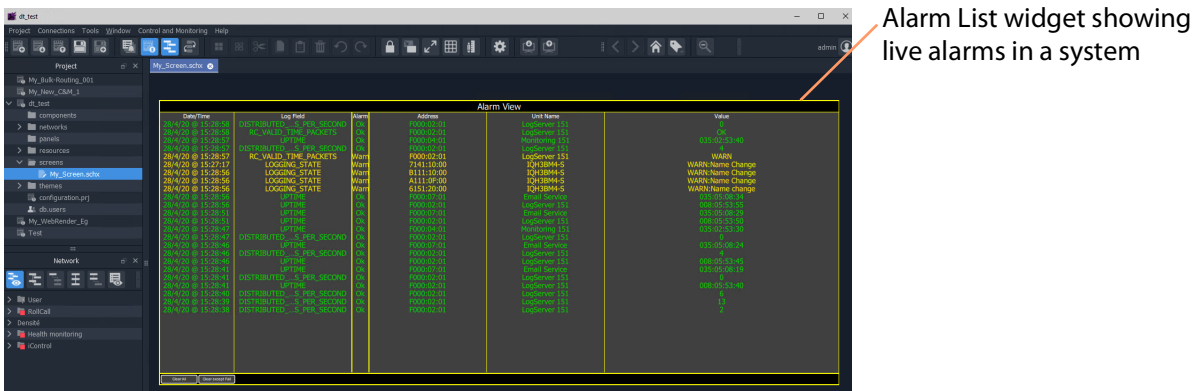 dt_test
Project Connections Tools Window Control and Monitoring Help
admin
Project
My_Screen.schx
My_Bulk-Routing_001
My_New_C&M_1
dt_test
components
networks
panels
resources
screens
My_Screen.schx
themes
configuration.prj
db.users
My_WebRender_Eg
Test
Network
User
RollCall
Densité
Health monitoring
iControl
Alarm View
Date/Time Log Field Alarm Address Unit Name Value
28/4/20 @ 15:28:58 DISTRIBUTED_...S_PER_SECOND Ok F000:02:01 LogServer 151 0
28/4/20 @ 15:28:58 RC_VALID_TIME_PACKETS Ok F000:02:01 LogServer 151 OK
28/4/20 @ 15:28:57 UPTIME Ok F000:04:01 Monitoring 151 035:02:53:40
28/4/20 @ 15:28:57 DISTRIBUTED_...S_PER_SECOND Ok F000:02:01 LogServer 151 4
28/4/20 @ 15:28:57 RC_VALID_TIME_PACKETS Warn F000:02:01 LogServer 151 WARN
28/4/20 @ 15:27:17 LOGGING_STATE Warn 7141:10:00 IQH3BM4-S WARN:Name Change
28/4/20 @ 15:28:56 LOGGING_STATE Warn B111:10:00 IQH3BM4-S WARN:Name Change
28/4/20 @ 15:28:56 LOGGING_STATE Warn A111:0F:00 IQH3BM4-S WARN:Name Change
28/4/20 @ 15:28:56 LOGGING_STATE Warn 6151:20:00 IQH3BM4-S WARN:Name Change
28/4/20 @ 15:28:56 UPTIME Ok F000:07:01 Email Service 035:05:08:34
28/4/20 @ 15:28:56 UPTIME Ok F000:02:01 LogServer 151 008:05:53:55
28/4/20 @ 15:28:51 UPTIME Ok F000:07:01 Email Service 035:05:08:29
28/4/20 @ 15:28:51 UPTIME Ok F000:02:01 LogServer 151 008:05:53:50
28/4/20 @ 15:28:47 UPTIME Ok F000:04:01 Monitoring 151 035:02:53:30
28/4/20 @ 15:28:47 DISTRIBUTED_...S_PER_SECOND Ok F000:02:01 LogServer 151 0
28/4/20 @ 15:28:46 UPTIME Ok F000:07:01 Email Service 035:05:08:24
28/4/20 @ 15:28:46 DISTRIBUTED_...S_PER_SECOND Ok F000:02:01 LogServer 151 4
28/4/20 @ 15:28:46 UPTIME Ok F000:02:01 LogServer 151 008:05:53:45
28/4/20 @ 15:28:41 UPTIME Ok F000:07:01 Email Service 035:05:08:19
28/4/20 @ 15:28:41 DISTRIBUTED_...S_PER_SECOND Ok F000:02:01 LogServer 151 0
28/4/20 @ 15:28:41 UPTIME Ok F000:02:01 LogServer 151 008:05:53:40
28/4/20 @ 15:28:40 DISTRIBUTED_...S_PER_SECOND Ok F000:02:01 LogServer 151 6
28/4/20 @ 15:28:39 DISTRIBUTED_...S_PER_SECOND Ok F000:02:01 LogServer 151 13
28/4/20 @ 15:28:38 DISTRIBUTED_...S_PER_SECOND Ok F000:02:01 LogServer 151 2
Clear All
Alarm List widget showing
live alarms in a system